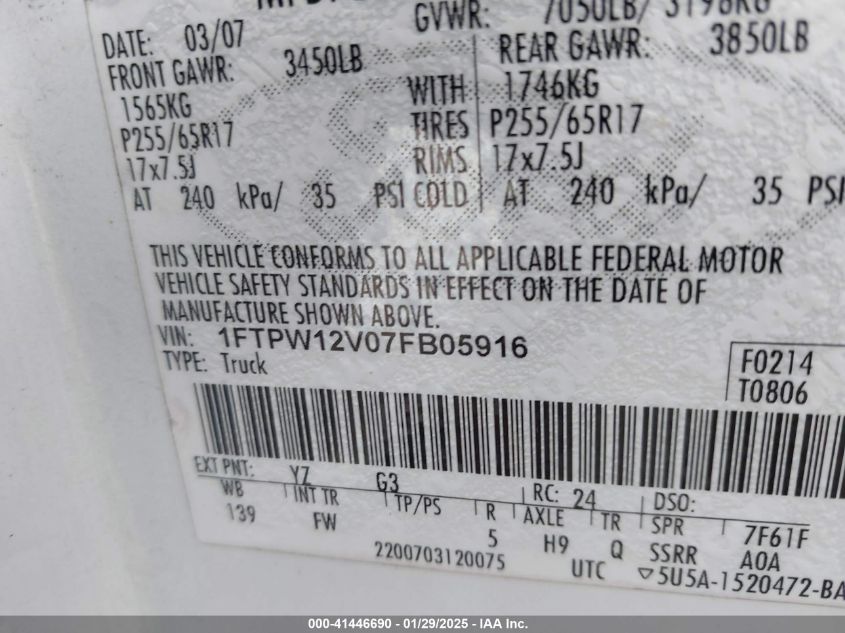 GVWR: 7050LB/ 3198KG
DATE: 03/07
FRONT GAWR: 3450LB
REAR GAWR: 3850LB
1565KG
WITH 1746KG
P255/65R17
TIRES P255/65R17
17x7.5J
RIMS 17x7.5J
AT 240 kPa/ 35 PSI COLD
AT 240 kPa/ 35 PSI
THIS VEHICLE CONFORMS TO ALL APPLICABLE FEDERAL MOTOR
VEHICLE SAFETY STANDARDS IN EFFECT ON THE DATE OF
MANUFACTURE SHOWN ABOVE.
VIN: 1FTPW12V07FB05916
TYPE: Truck
F0214
T0806
EXT PNT: YZ G3 RC: 24 DSO:
WB INT TR TP/PS R AXLE TR SPR 7F61F
139 FW 5 H9 Q SSRR A0A
2200703120075 UTC ▽5U5A-1520472-BA
000-41446690 - 01/29/2025 - IAA Inc.